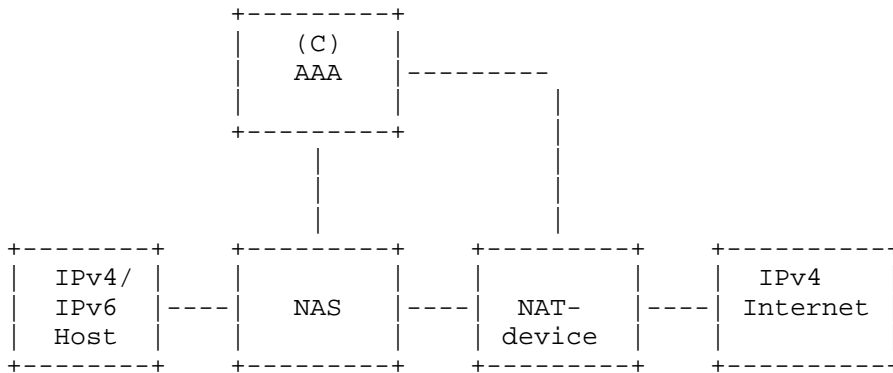 (C)
AAA
IPv4/
IPv6
Host
NAS
NAT-
device
IPv4
Internet